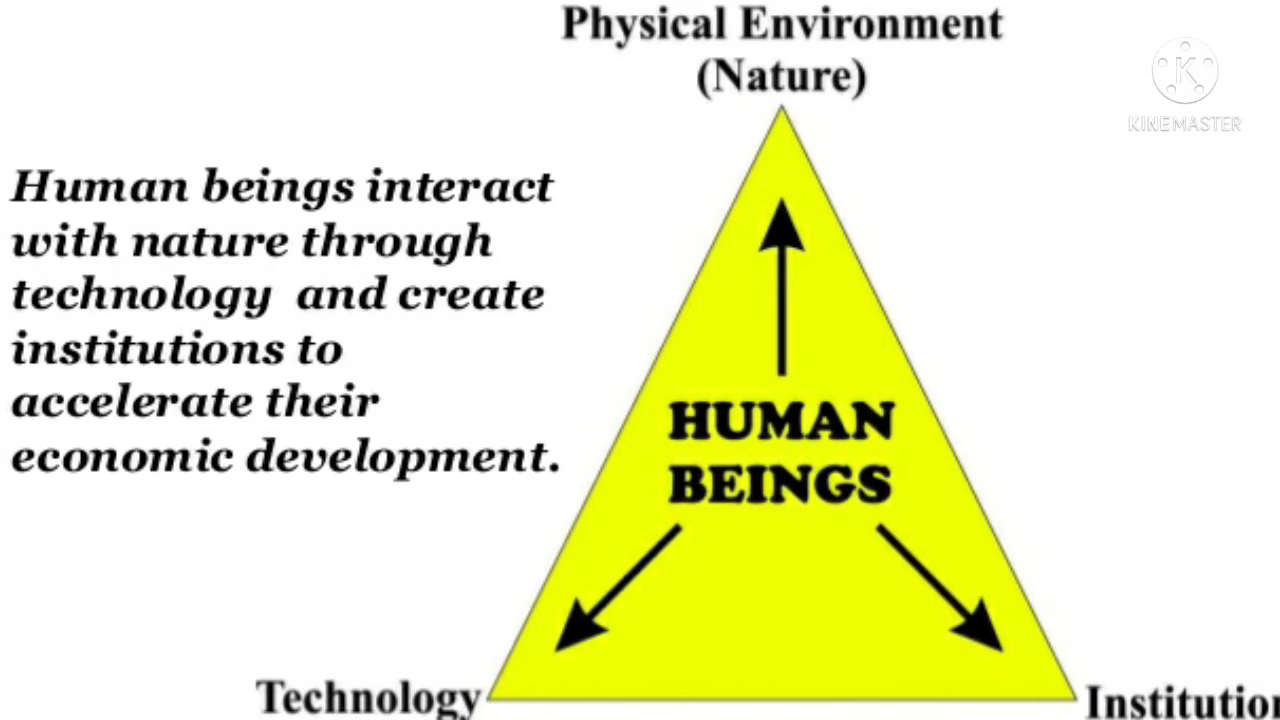 Physical Environment
(Nature)
KINEMASTER
Human beings interact
with nature through
technology and create
institutions to
accelerate their
economic development.
HUMAN
BEINGS
Technology
Institution